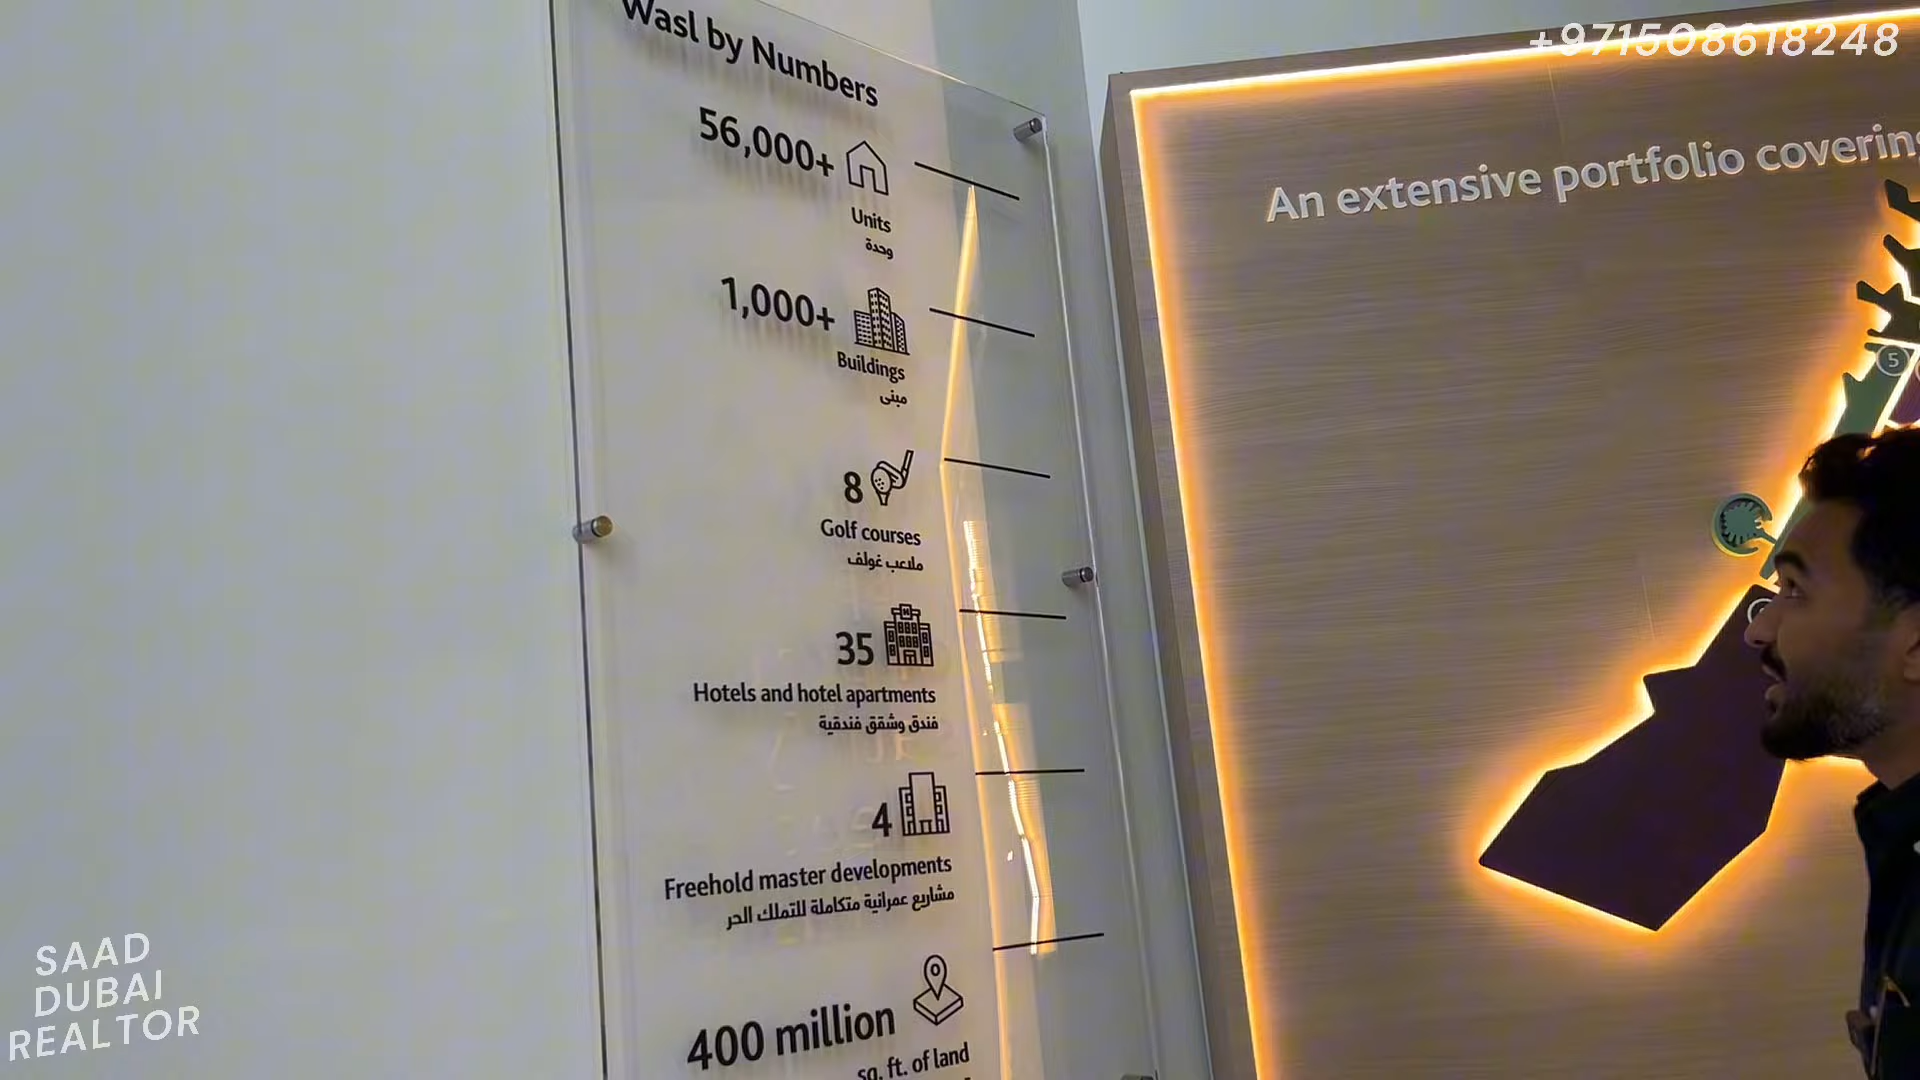 +971508618248
Wasl by Numbers
56,000+
Units
وحدة
1,000+
Buildings
مبنى
8
Golf courses
ملاعب غولف
35
Hotels and hotel apartments
فندق وشقق فندقية
4
Freehold master developments
مشاريع عمرانية متكاملة للتملك الحر
400 million
sq. ft. of land
An extensive portfolio covering
5
SAAD
DUBAI
REALTOR